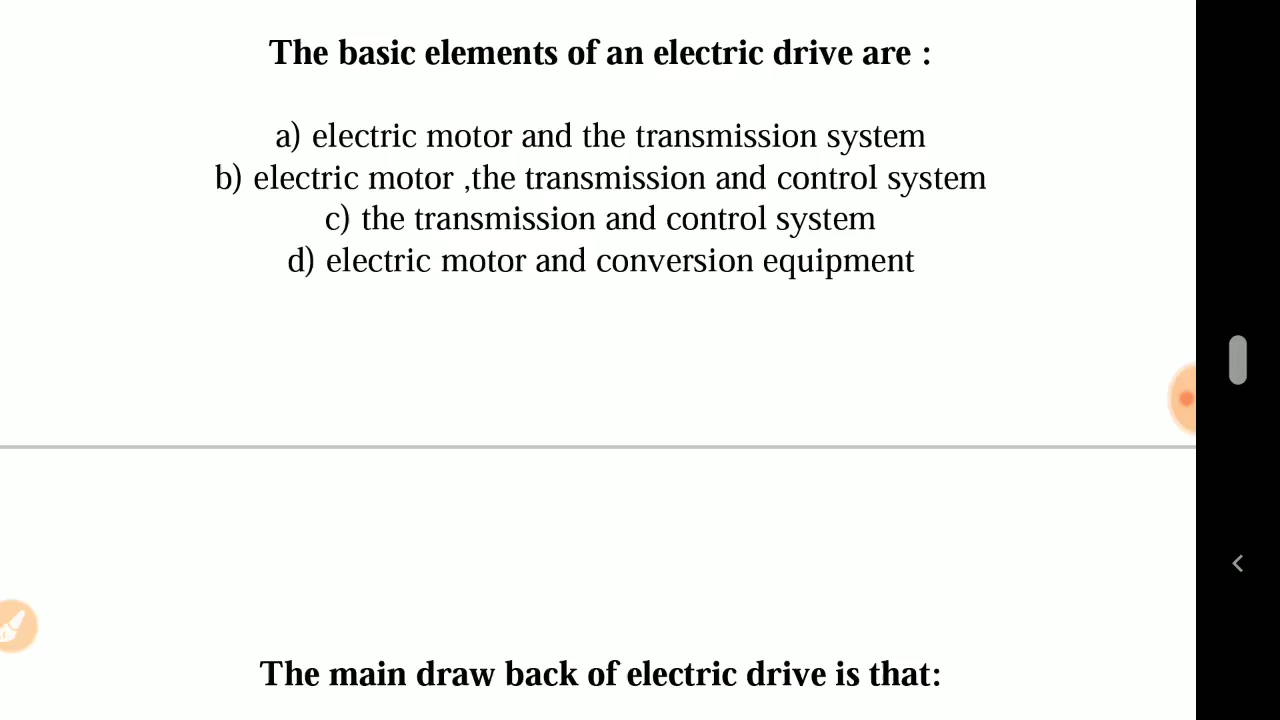 The basic elements of an electric drive are :
a) electric motor and the transmission system
b) electric motor ,the transmission and control system
c) the transmission and control system
d) electric motor and conversion equipment
The main draw back of electric drive is that: